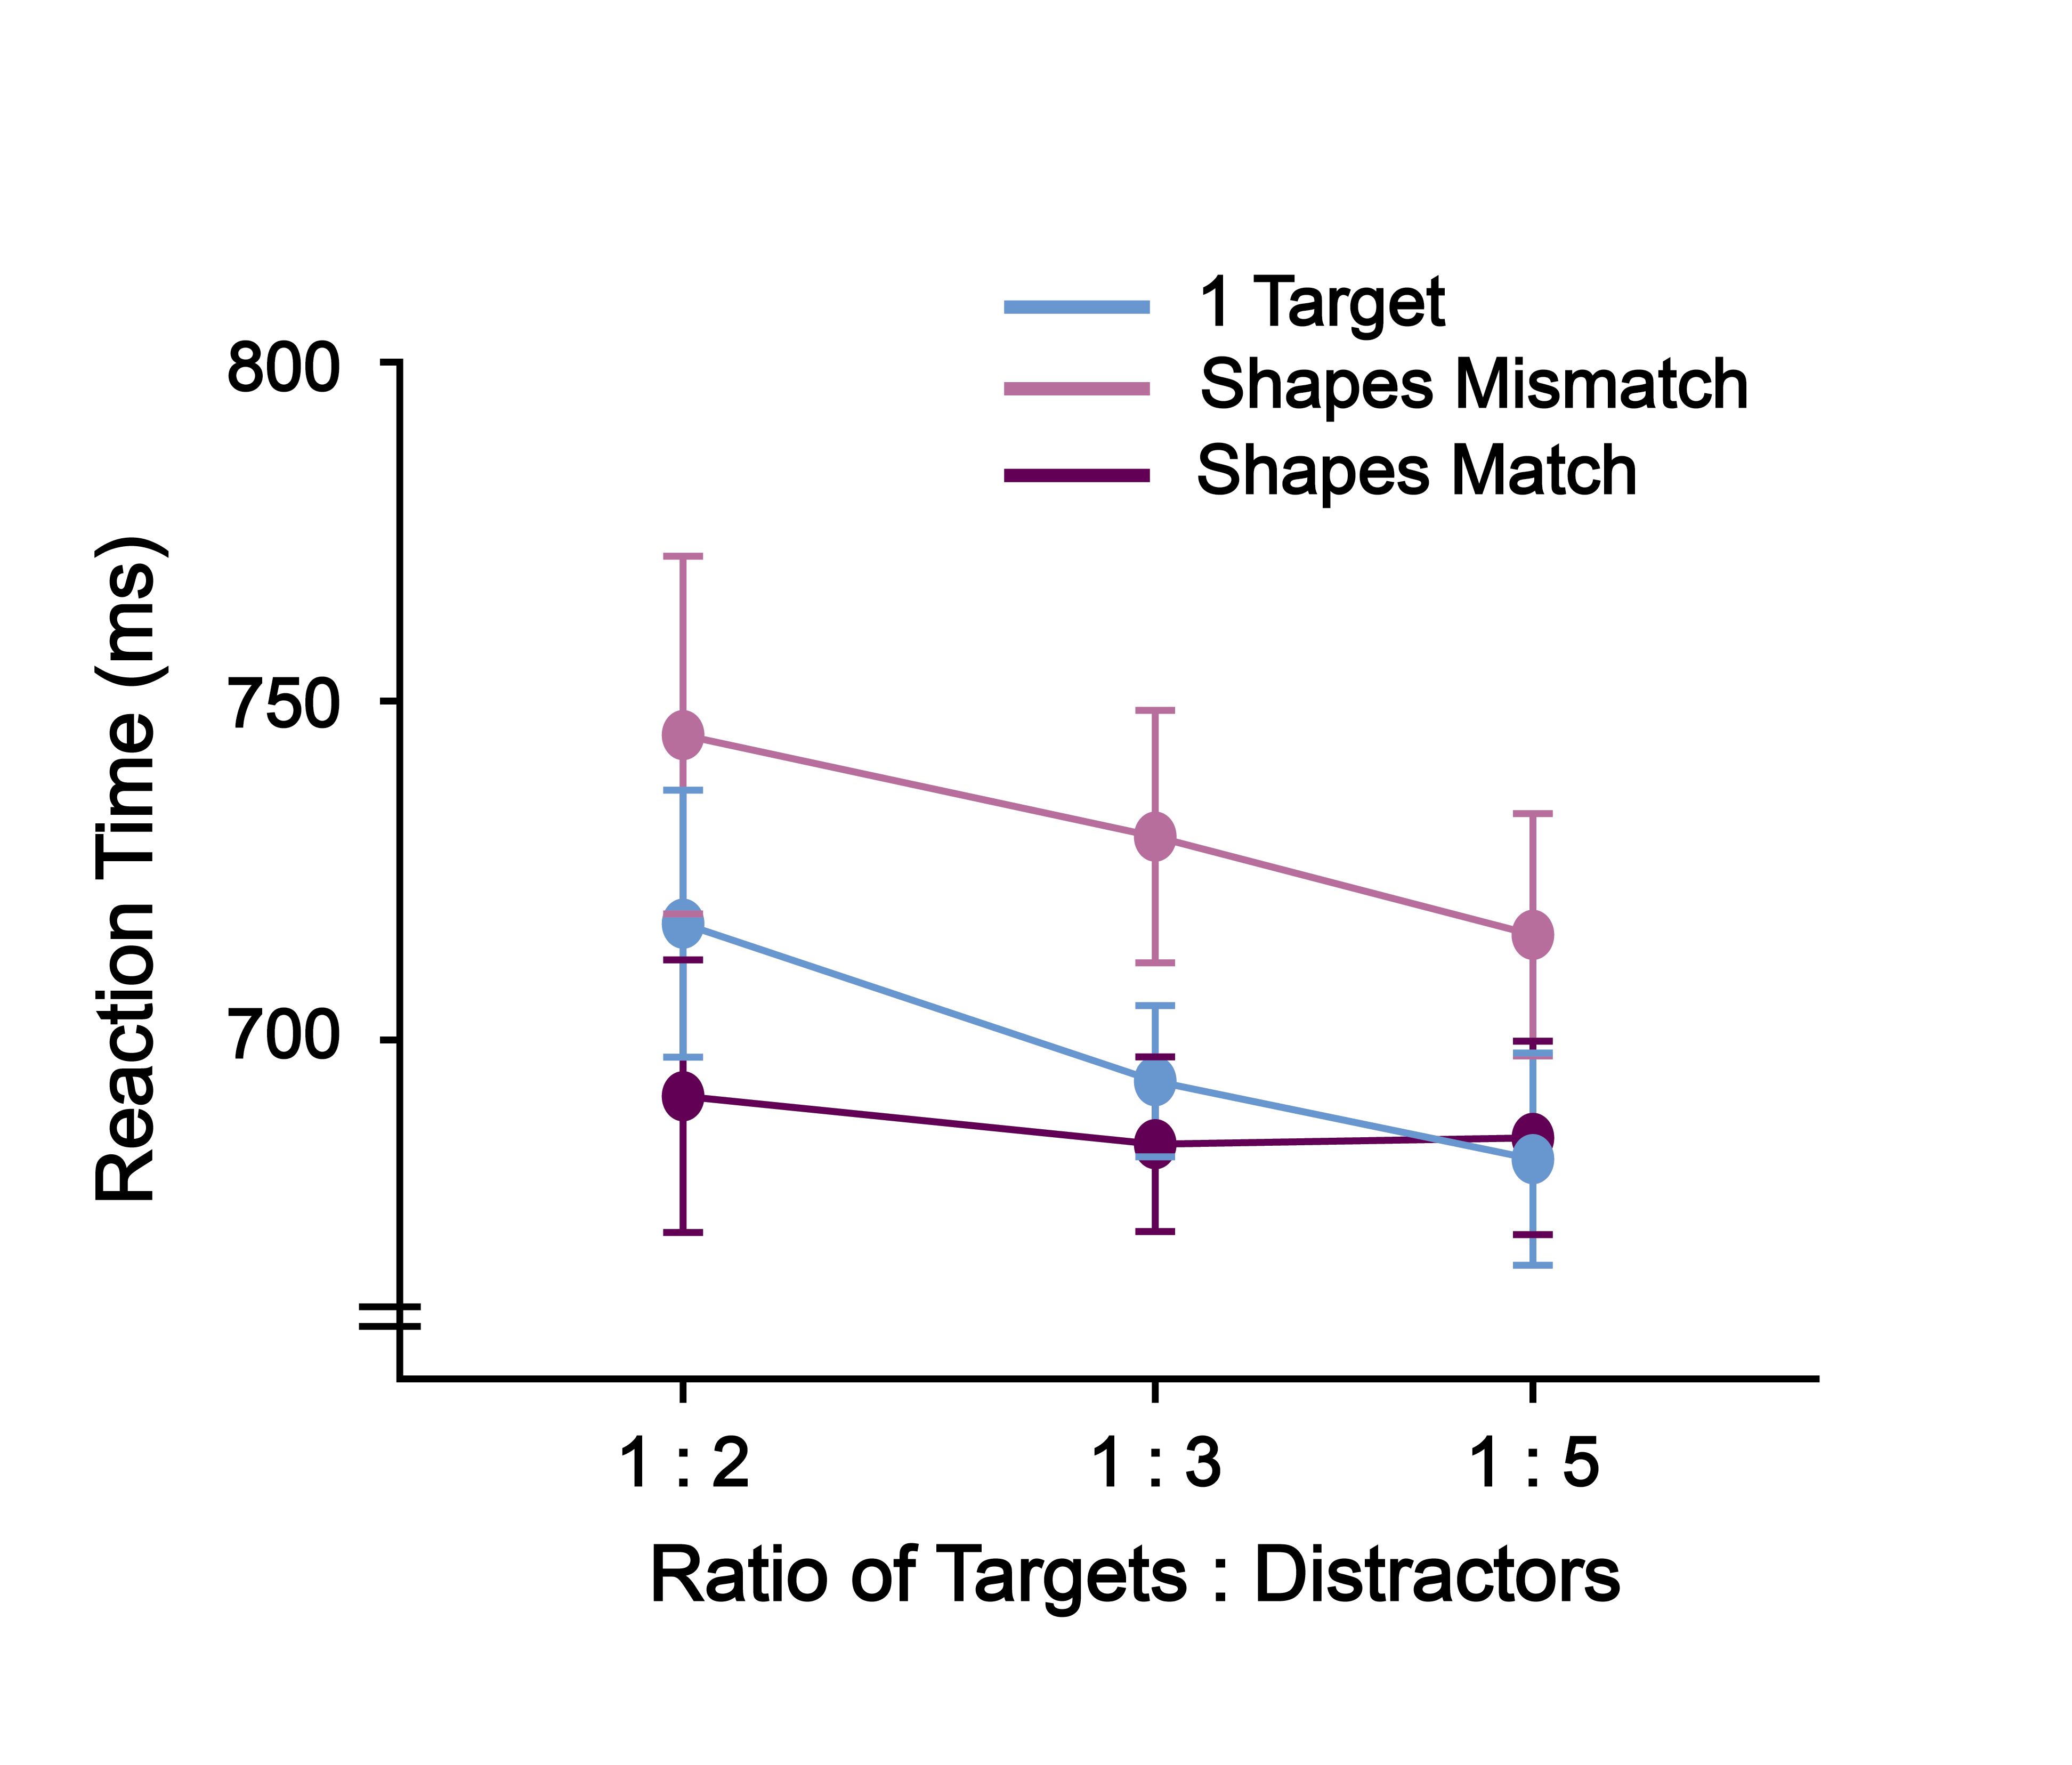 1 Target
Shapes Mismatch
Shapes Match
800
750
700
Reaction Time (ms)
1 : 2
1 : 3
1 : 5
Ratio of Targets : Distractors